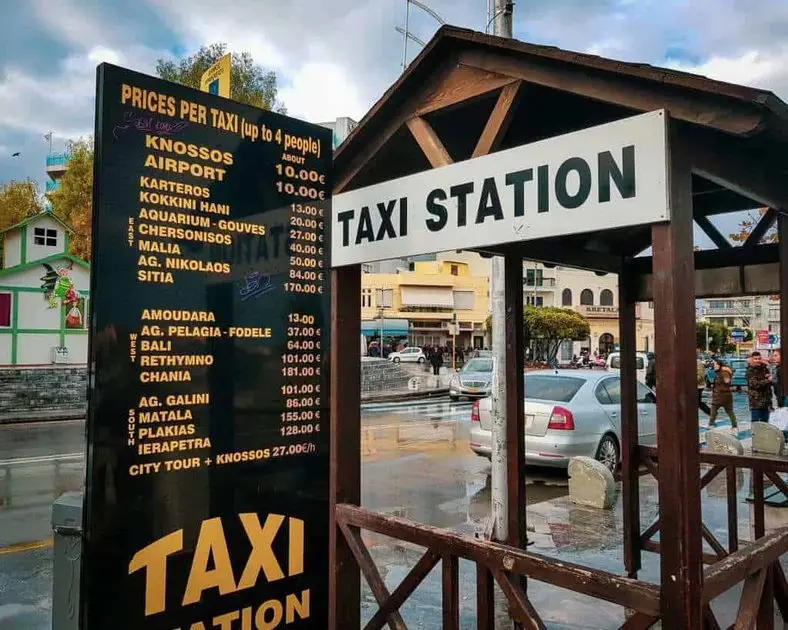 PRICES PER TAXI (up to 4 people)
ABOUT
KNOSSOS 10.00€
AIRPORT 10.00€
EAST
KARTEROS 13.00€
KOKKINI HANI 20.00€
AQUARIUM - GOUVES 27.00€
CHERSONISOS 40.00€
MALIA 50.00€
AG. NIKOLAOS 84.00€
SITIA 170.00€
WEST
AMOUDARA 13.00€
AG. PELAGIA - FODELE 37.00€
BALI 64.00€
RETHYMNO 101.00€
CHANIA 181.00€
SOUTH
AG. GALINI 101.00€
MATALA 86.00€
PLAKIAS 155.00€
IERAPETRA 128.00€
CITY TOUR + KNOSSOS 27.00€/h
TAXI
STATION
TAXI STATION